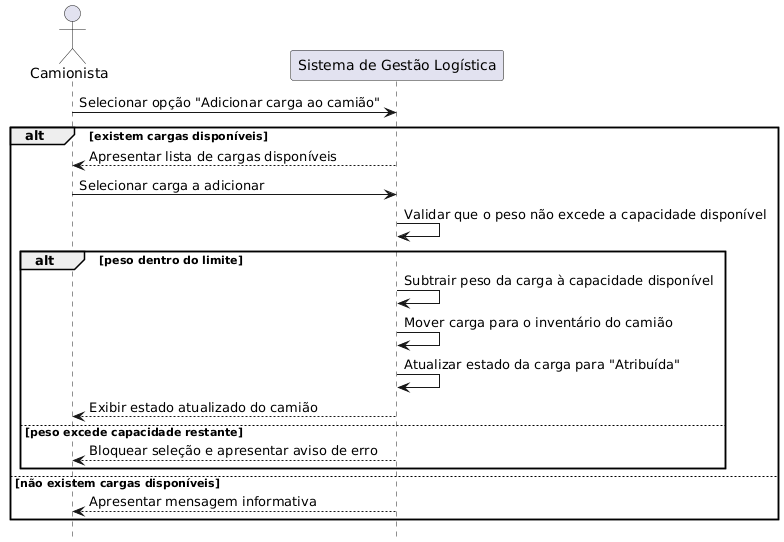 Camionista
Sistema de Gestão Logística
Selecionar opção "Adicionar carga ao camião"
alt
[existem cargas disponíveis]
Apresentar lista de cargas disponíveis
Selecionar carga a adicionar
Validar que o peso não excede a capacidade disponível
alt
[peso dentro do limite]
Subtrair peso da carga à capacidade disponível
Mover carga para o inventário do camião
Atualizar estado da carga para "Atribuída"
Exibir estado atualizado do camião
[peso excede capacidade restante]
Bloquear seleção e apresentar aviso de erro
[não existem cargas disponíveis]
Apresentar mensagem informativa